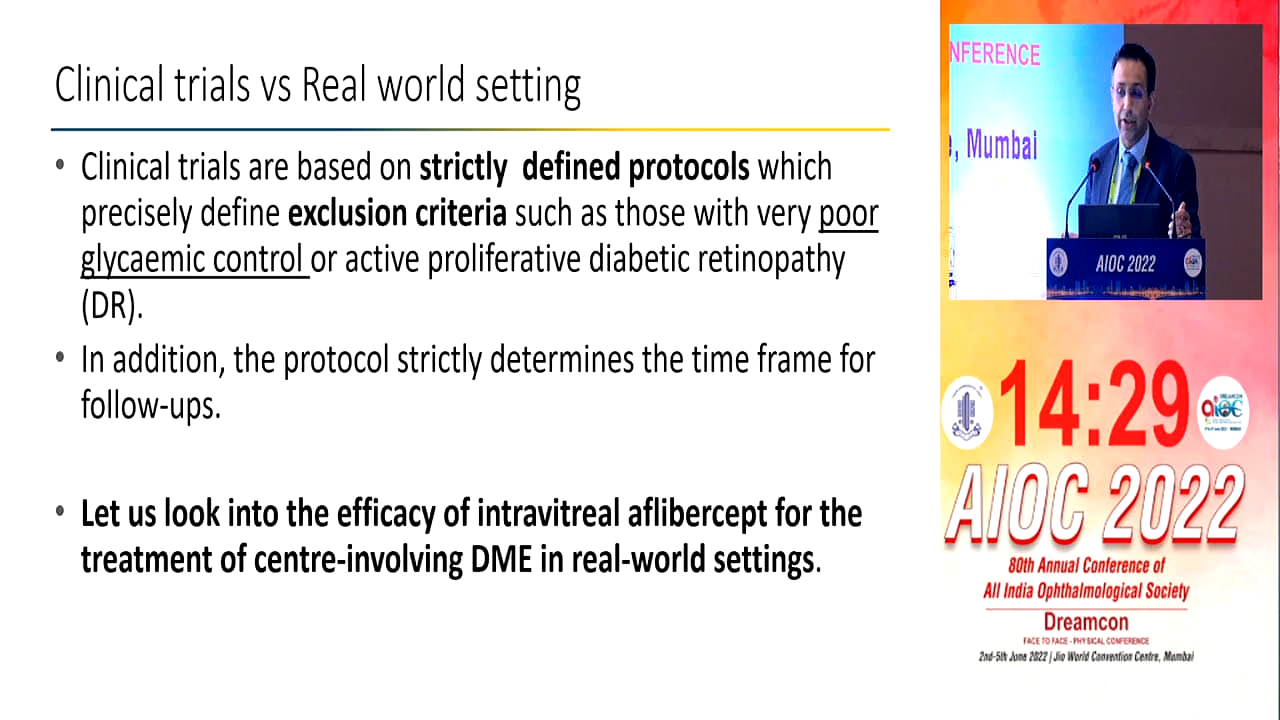 Clinical trials vs Real world setting
• Clinical trials are based on strictly defined protocols which
precisely define exclusion criteria such as those with very poor
glycaemic control or active proliferative diabetic retinopathy
(DR).
• In addition, the protocol strictly determines the time frame for
follow-ups.
• Let us look into the efficacy of intravitreal aflibercept for the
treatment of centre-involving DME in real-world settings.
NFERENCE
, Mumbai
AIOC 2022
14:29
AIOC 2022
80th Annual Conference of
All India Ophthalmological Society
Dreamcon
FACE TO FACE - PHYSICAL CONFERENCE
2nd-5th June 2022 | Jio World Convention Centre, Mumbai